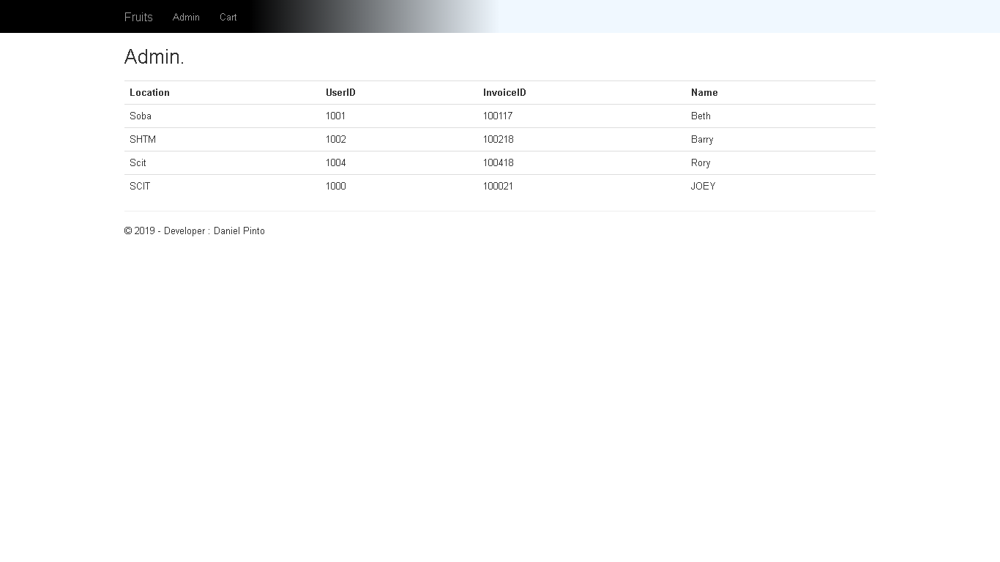 Fruits Admin Cart
Admin.
Location UserID InvoiceID Name
Soba 1001 100117 Beth
SHTM 1002 100218 Barry
Scit 1004 100418 Rory
SCIT 1000 100021 JOEY
© 2019 - Developer : Daniel Pinto